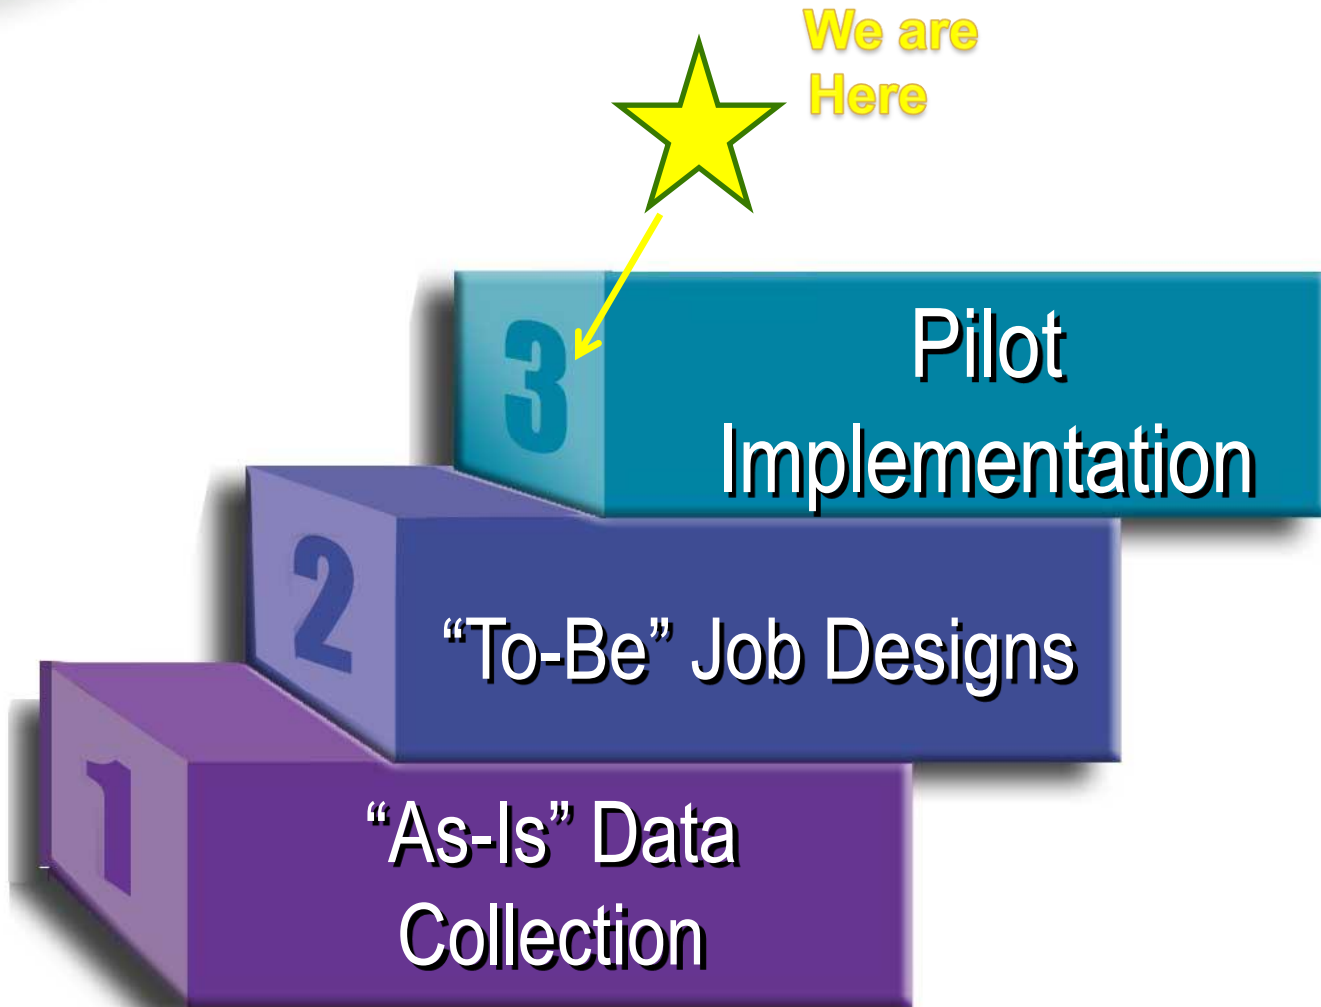 We are
Here
3
Pilot
Implementation
2
“To-Be” Job Designs
1
“As-Is” Data
Collection